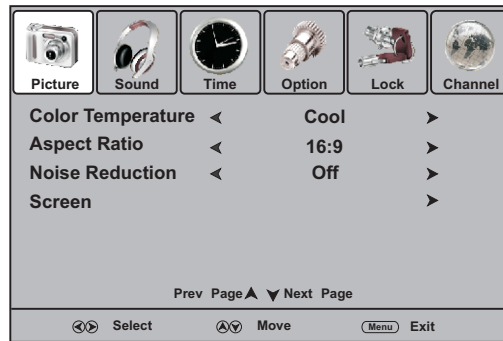 Picture Sound Time Option Lock Channel
Color Temperature Cool
Aspect Ratio 16:9
Noise Reduction Off
Screen
Prev Page Next Page
Select Move Menu Exit